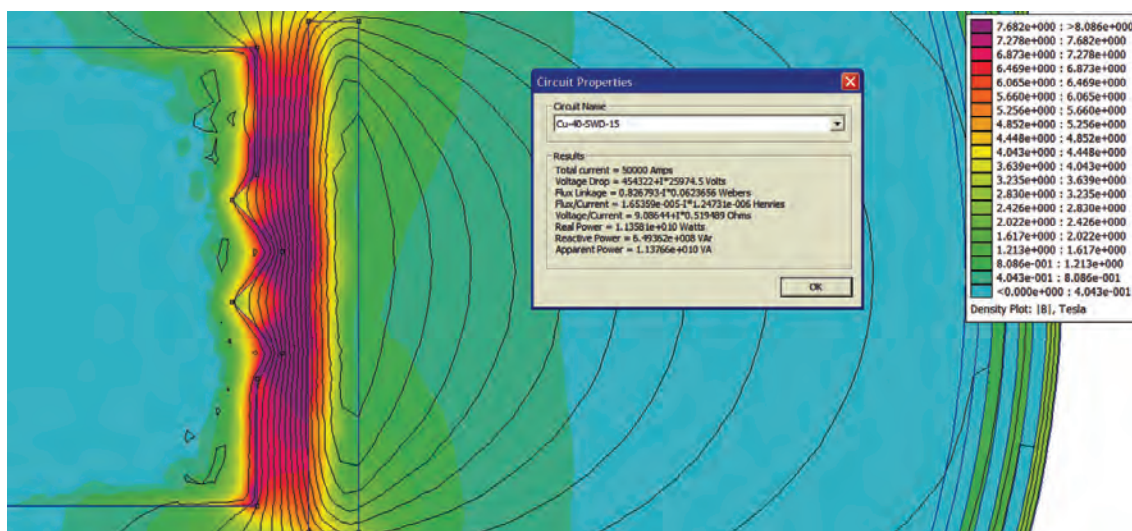 Circuit Properties
Circuit Name
Cu-40-SWD-15
Results
Total current = 50000 Amps
Voltage Drop = 454322+I*25974.5 Volts
Flux Linkage = 0.826793-I*0.0623656 Webers
Flux/Current = 1.65359e-005-I*1.24731e-006 Henries
Voltage/Current = 9.08644+I*0.519489 Ohms
Real Power = 1.13581e+010 Watts
Reactive Power = 6.49362e+008 VAr
Apparent Power = 1.13766e+010 VA
OK
7.682e+000 : >8.086e+000
7.278e+000 : 7.682e+000
6.873e+000 : 7.278e+000
6.469e+000 : 6.873e+000
6.065e+000 : 6.469e+000
5.660e+000 : 6.065e+000
5.256e+000 : 5.660e+000
4.852e+000 : 5.256e+000
4.448e+000 : 4.852e+000
4.043e+000 : 4.448e+000
3.639e+000 : 4.043e+000
3.235e+000 : 3.639e+000
2.830e+000 : 3.235e+000
2.426e+000 : 2.830e+000
2.022e+000 : 2.426e+000
1.617e+000 : 2.022e+000
1.213e+000 : 1.617e+000
8.086e-001 : 1.213e+000
4.043e-001 : 8.086e-001
<0.000e+000 : 4.043e-001
Density Plot: |B|, Tesla